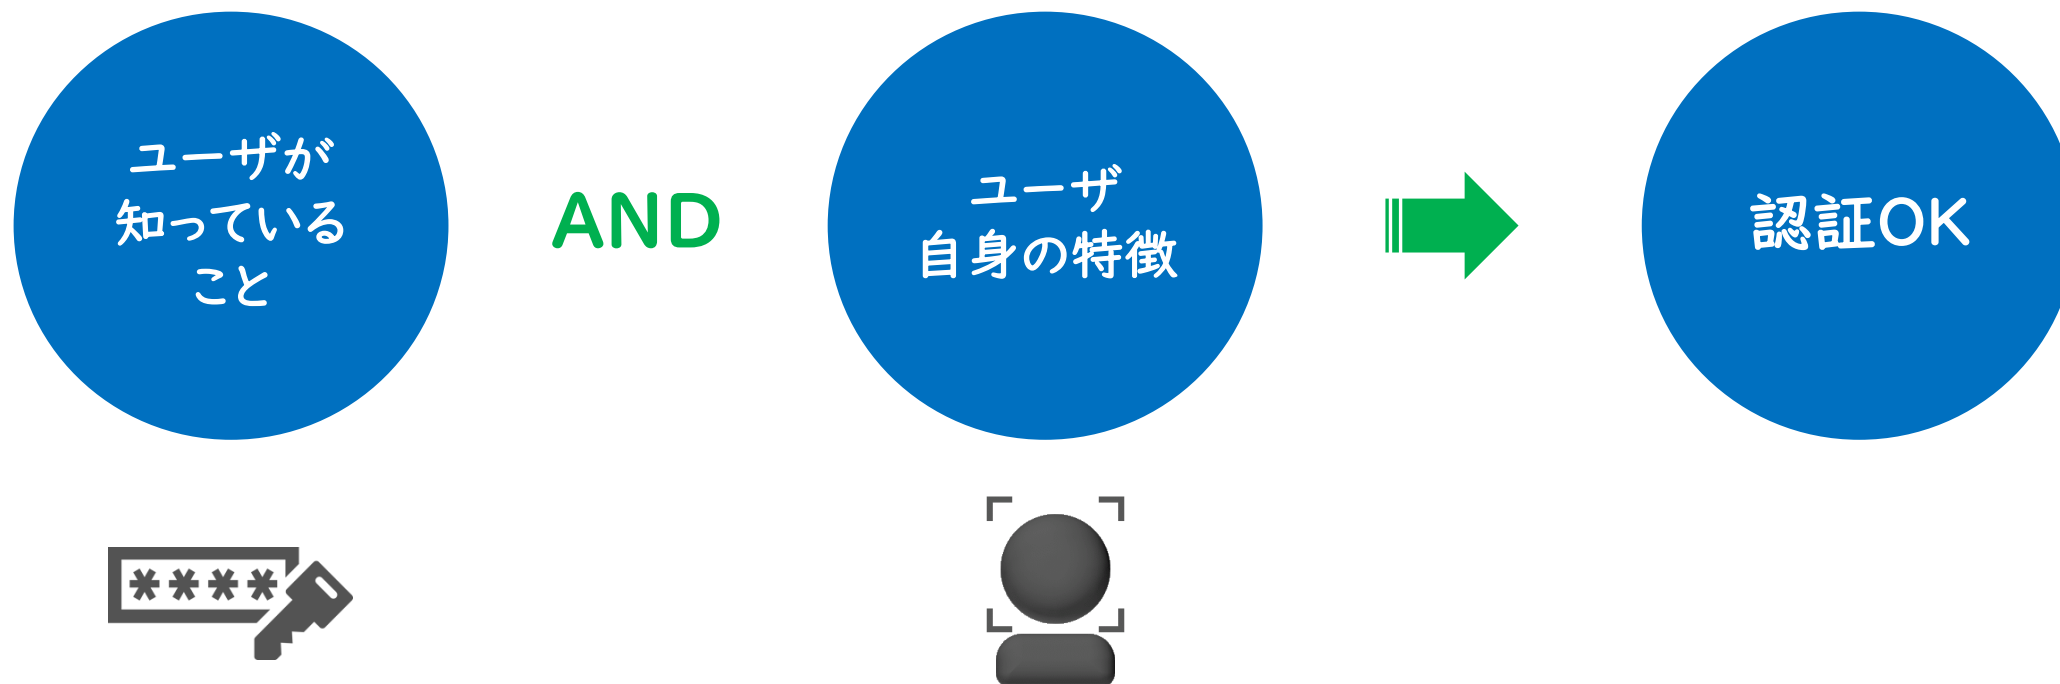 ユーザが
知っている
こと
AND
ユーザ
自身の特徴
認証OK
****